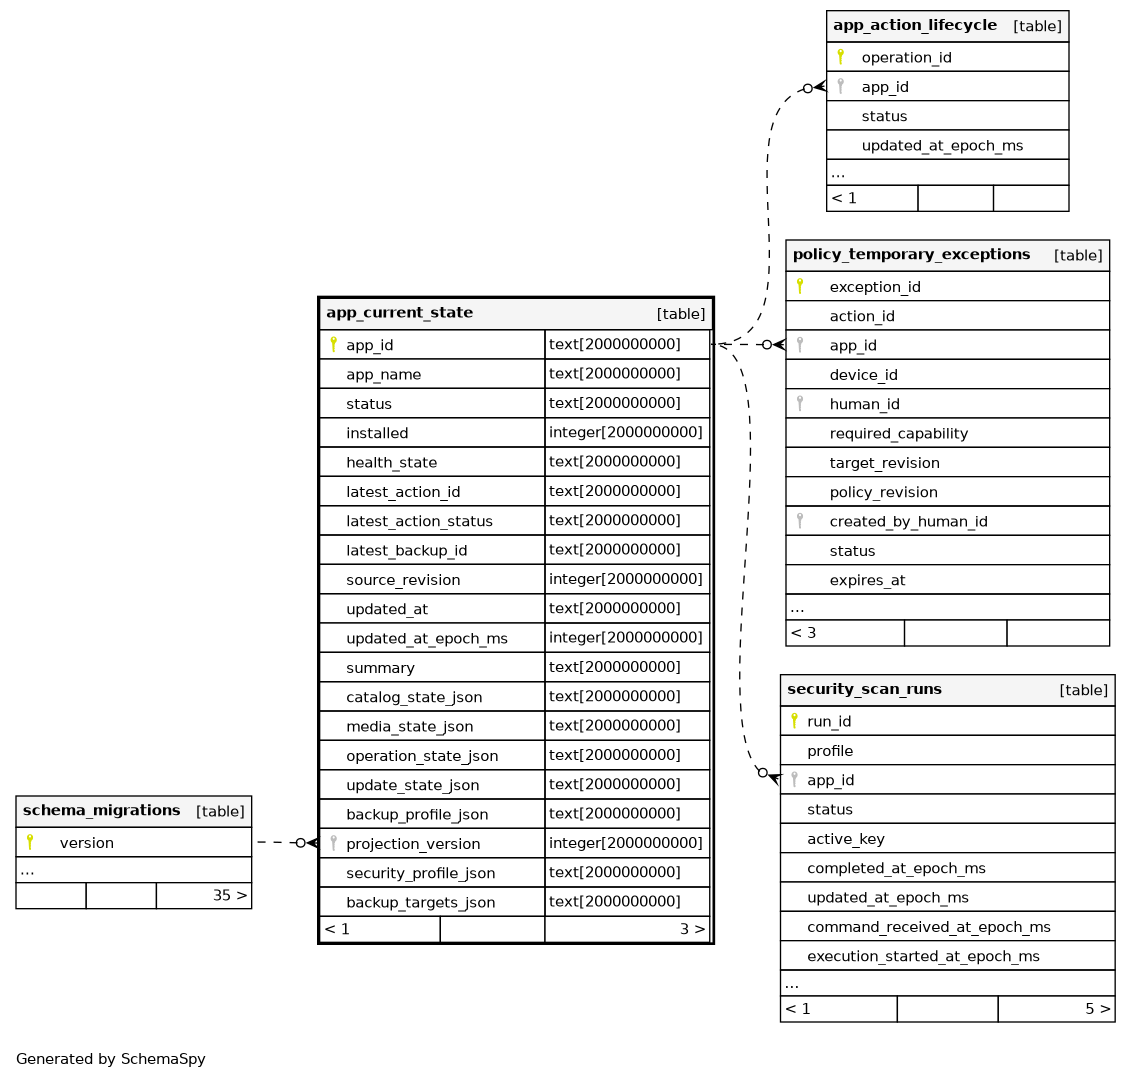 app_action_lifecycle [table]
operation_id
app_id
status
updated_at_epoch_ms
...
< 1
policy_temporary_exceptions [table]
exception_id
action_id
app_id
device_id
human_id
required_capability
target_revision
policy_revision
created_by_human_id
status
expires_at
...
< 3
app_current_state [table]
app_id text[2000000000]
app_name text[2000000000]
status text[2000000000]
installed integer[2000000000]
health_state text[2000000000]
latest_action_id text[2000000000]
latest_action_status text[2000000000]
latest_backup_id text[2000000000]
source_revision integer[2000000000]
updated_at text[2000000000]
updated_at_epoch_ms integer[2000000000]
summary text[2000000000]
catalog_state_json text[2000000000]
media_state_json text[2000000000]
operation_state_json text[2000000000]
update_state_json text[2000000000]
backup_profile_json text[2000000000]
projection_version integer[2000000000]
security_profile_json text[2000000000]
backup_targets_json text[2000000000]
< 1 3 >
security_scan_runs [table]
run_id
profile
app_id
status
active_key
completed_at_epoch_ms
updated_at_epoch_ms
command_received_at_epoch_ms
execution_started_at_epoch_ms
...
< 1 5 >
schema_migrations [table]
version
...
35 >
Generated by SchemaSpy